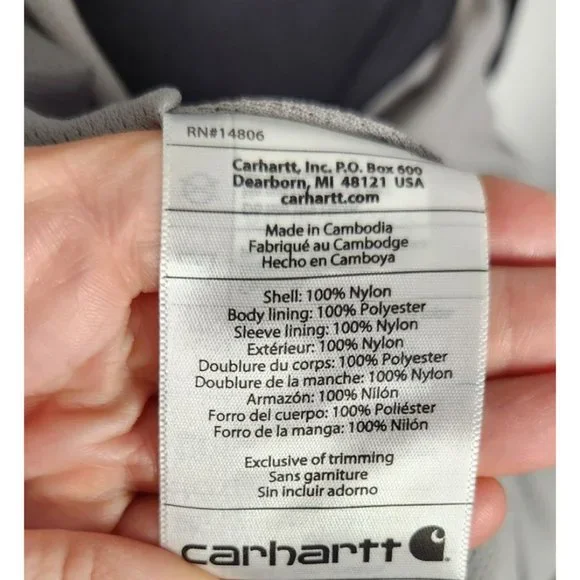 RN#14806
Carhartt, Inc. P.O. Box 600
Dearborn, MI 48121 USA
carhartt.com
Made in Cambodia
Fabriqué au Cambodge
Hecho en Camboya
Shell: 100% Nylon
Body lining: 100% Polyester
Sleeve lining: 100% Nylon
Extérieur: 100% Nylon
Doublure du corps: 100% Polyester
Doublure de la manche: 100% Nylon
Armazón: 100% Nilón
Forro del cuerpo: 100% Poliéster
Forro de la manga: 100% Nilón
Exclusive of trimming
Sans garniture
Sin incluir adorno
carhartt